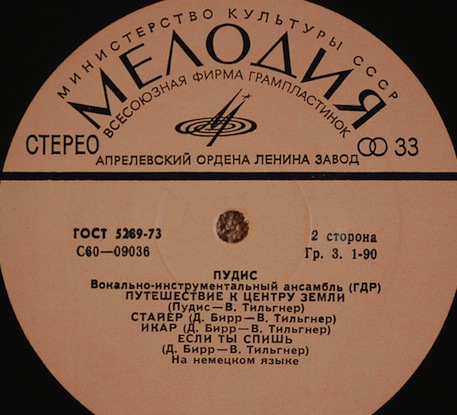 МИНИСТЕРСТВО КУЛЬТУРЫ СССР
МЕЛОДИЯ
ВСЕСОЮЗНАЯ ФИРМА ГРАМПЛАСТИНОК
СТЕРЕО
33
АПРЕЛЕВСКИЙ ОРДЕНА ЛЕНИНА ЗАВОД
ГОСТ 5289-73
2 сторона
С60—09036
Гр. 3. 1-90
ПУДИС
Вокально-инструментальный ансамбль (ГДР)
ПУТЕШЕСТВИЕ К ЦЕНТРУ ЗЕМЛИ
(Пудис—В. Тильгнер)
СТАЙЕР (Д. Бирр—В. Тильгнер)
ИКАР (Д. Бирр—В. Тильгнер)
ЕСЛИ ТЫ СПИШЬ
(Д. Бирр—В. Тильгнер)
На немецком языке